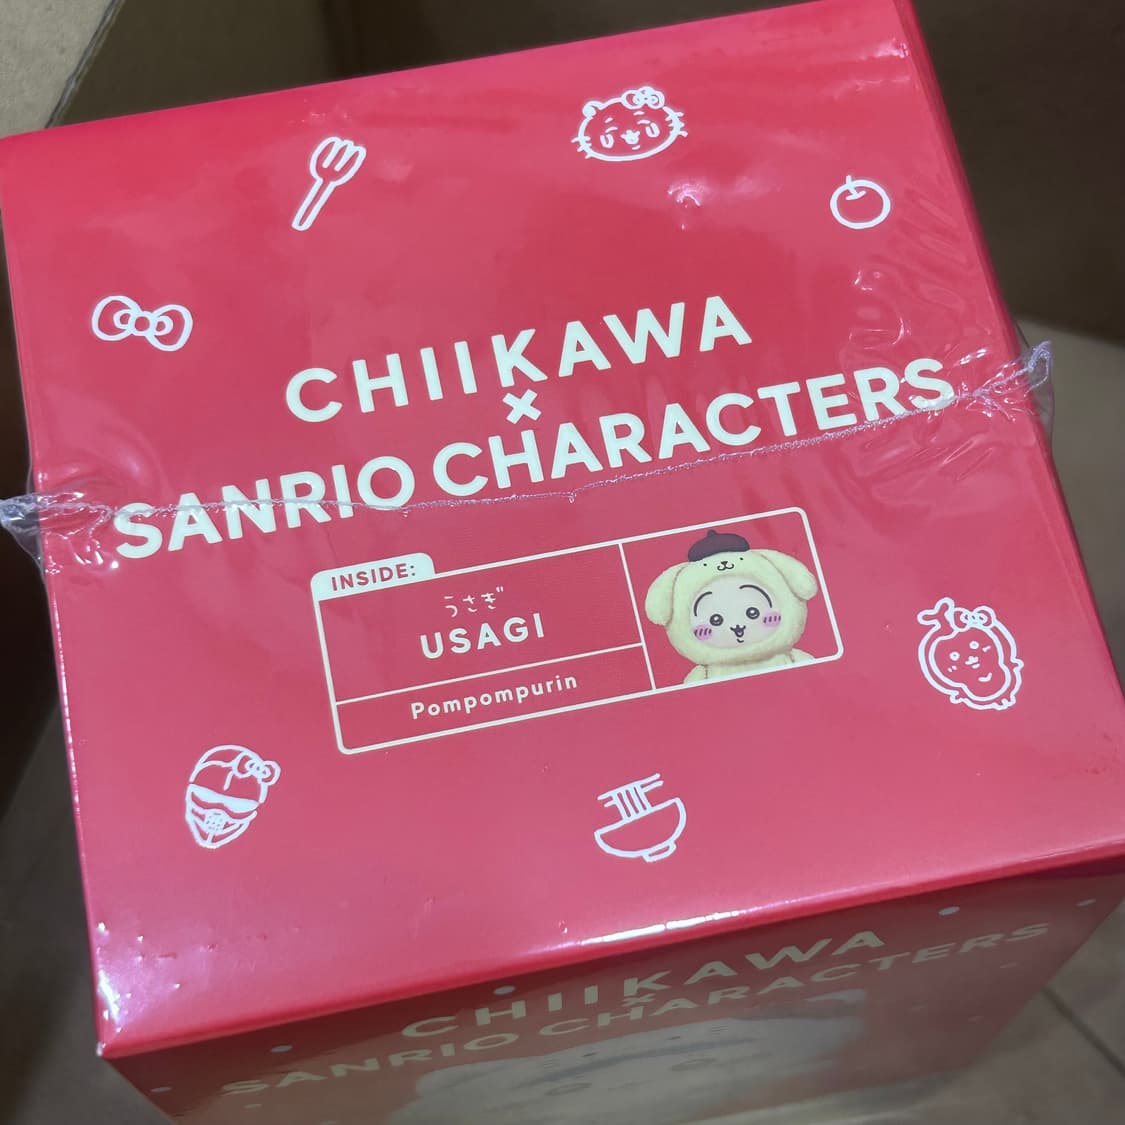 CHIIKAWA
×
SANRIO CHARACTERS
INSIDE:
うさぎ
USAGI
Pompompurin
CHIIKAWA
×
SANRIO CHARACTERS